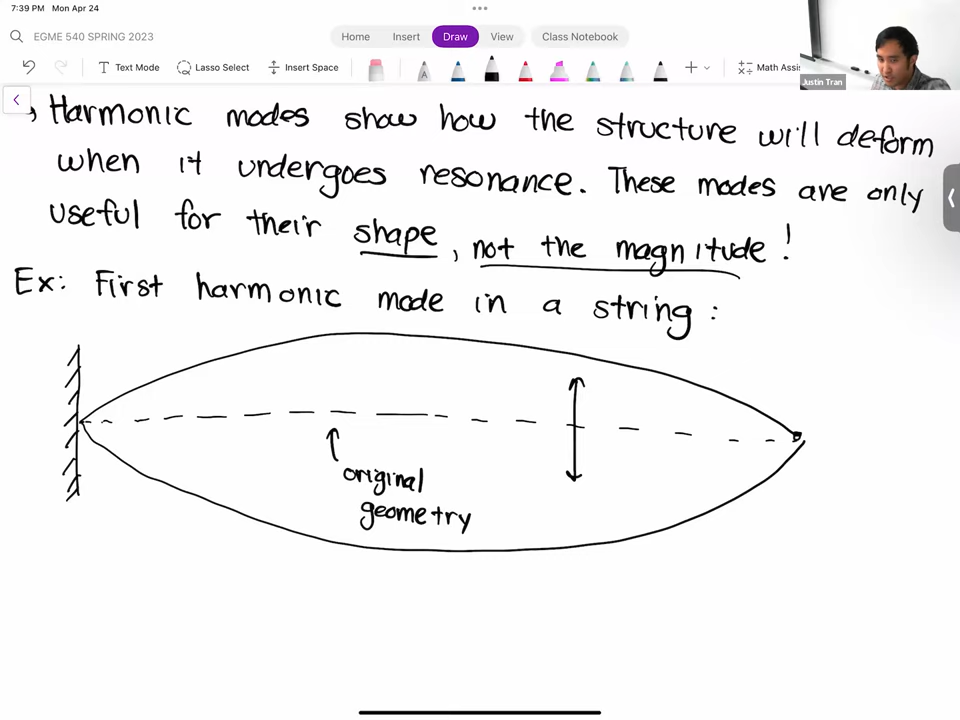 7:39 PM Mon Apr 24
EGME 540 SPRING 2023
Home Insert Draw View Class Notebook
Text Mode Lasso Select Insert Space Math Assis
Justin Tran
Harmonic modes show how the structure will deform
when it undergoes resonance. These modes are only
useful for their shape, not the magnitude!
Ex: First harmonic mode in a string:
original
geometry